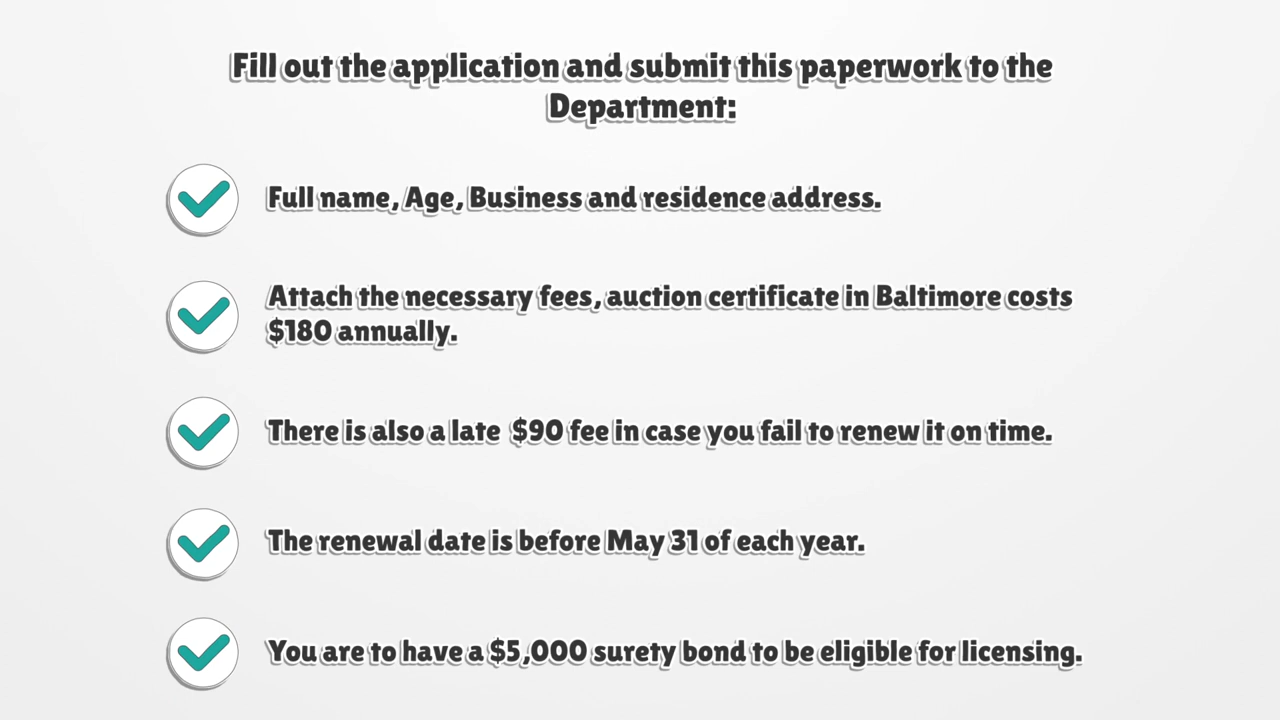 Fill out the application and submit this paperwork to the
Department:
Full name, Age, Business and residence address.
Attach the necessary fees, auction certificate in Baltimore costs
$180 annually.
There is also a late $90 fee in case you fail to renew it on time.
The renewal date is before May 31 of each year.
You are to have a $5,000 surety bond to be eligible for licensing.